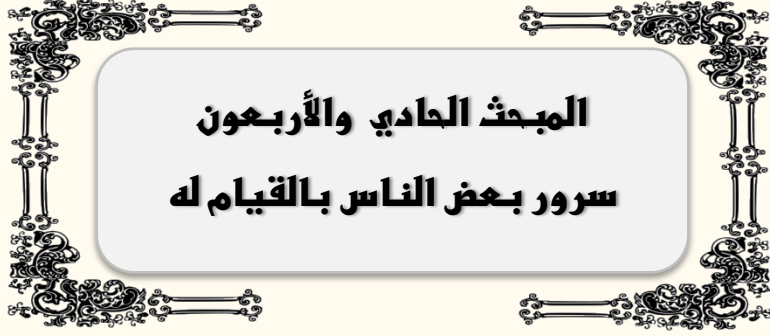 المبحث الحادي والأربعون
سرور بعض الناس بالقيام له